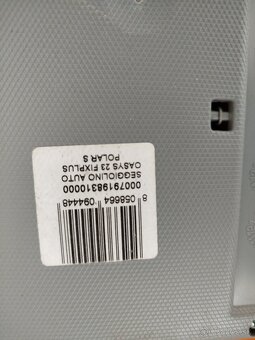 8 058664 094448
00079198310000
SEGGIOLINO AUTO
OASYS 23 FIXPLUS
POLAR S